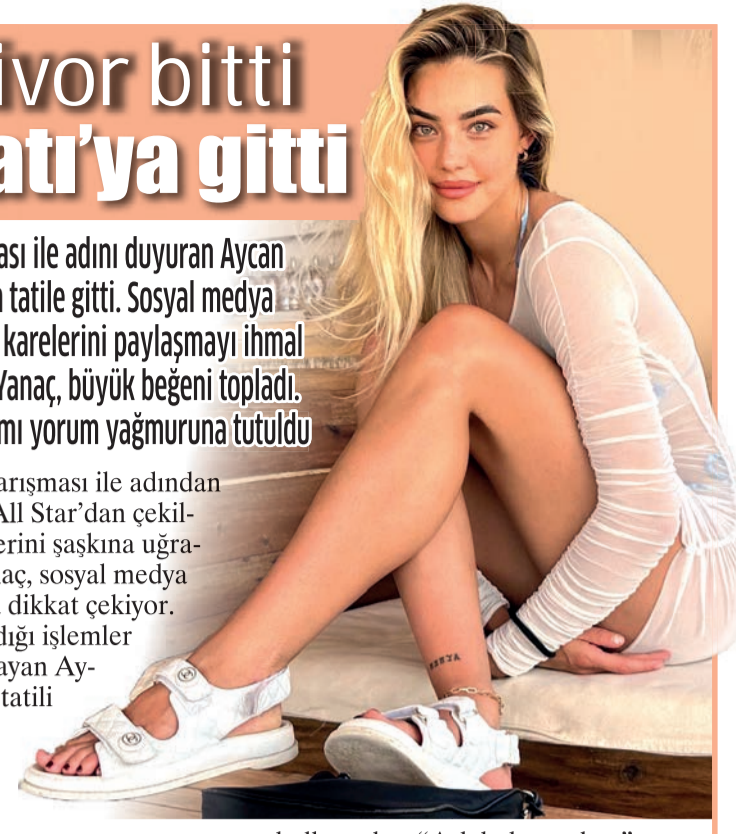 ivor bitti
atı'ya gitti
ası ile adını duyuran Aycan
tatile gitti. Sosyal medya
karelerini paylaşmayı ihmal
Yanaç, büyük beğeni topladı.
mı yorum yağmuruna tutuldu
arışması ile adından
All Star'dan çekil-
erini şaşkına uğra-
aç, sosyal medya
dikkat çekiyor.
dığı işlemler
ayan Ay-
tatili